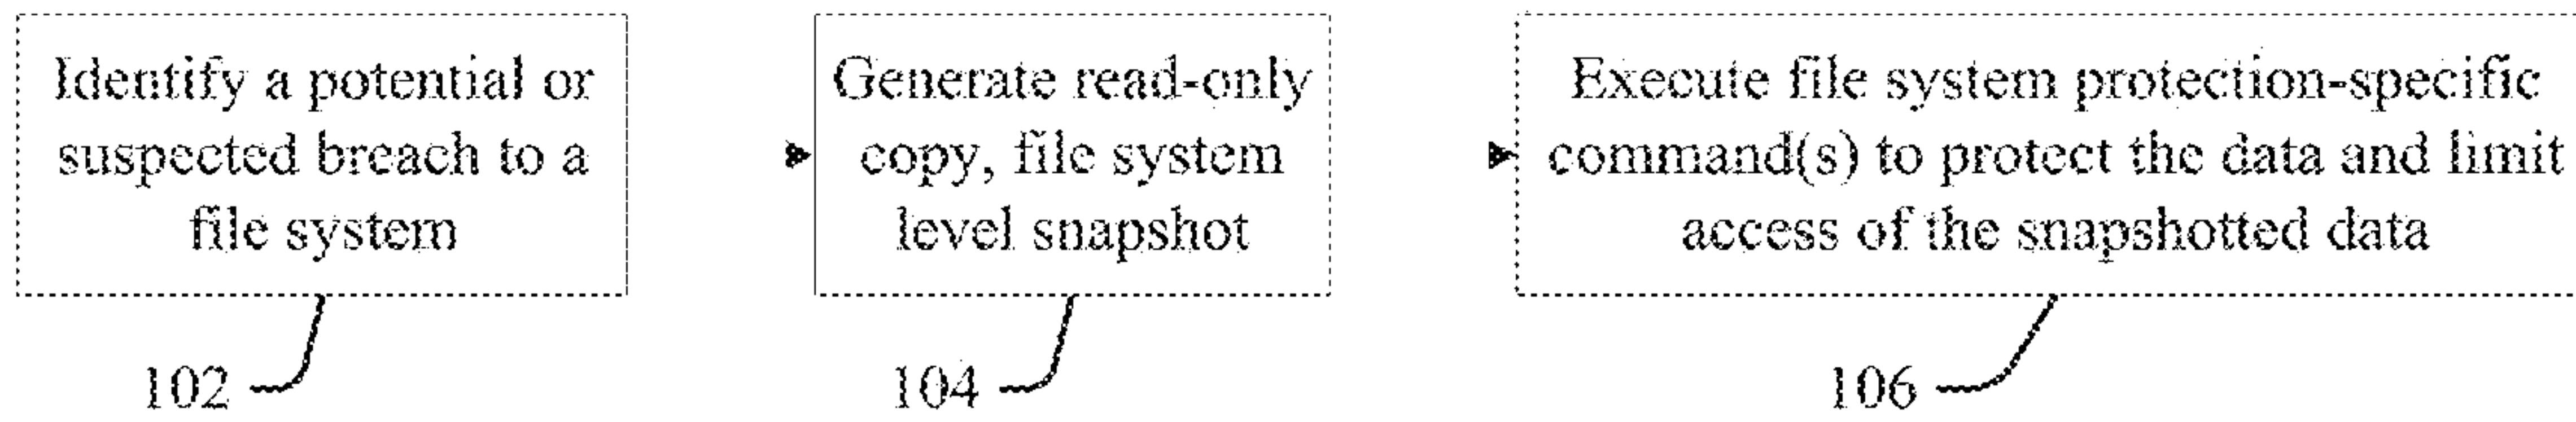 Identify a potential or
suspected breach to a
file system
Generate read-only
copy, file system
level snapshot
Execute file system protection-specific
command(s) to protect the data and limit
access of the snapshotted data
102
104
106